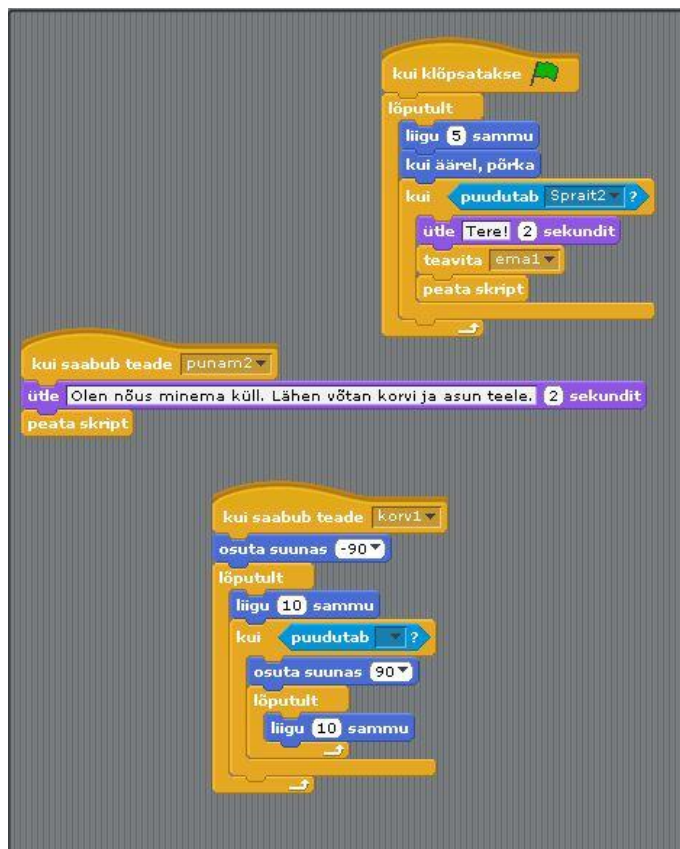 kui klõpsatakse
lõputult
liigu 5 sammu
kui äärel, põrka
kui puudutab Sprait2 ?
ütle Tere! 2 sekundit
teavita ema1
peata skript
kui saabub teade punam2
ütle Olen nõus minema küll. Lähen võtan korvi ja asun teele. 2 sekundit
peata skript
kui saabub teade korv1
osuta suunas -90
lõputult
liigu 10 sammu
kui puudutab ?
osuta suunas 90
lõputult
liigu 10 sammu